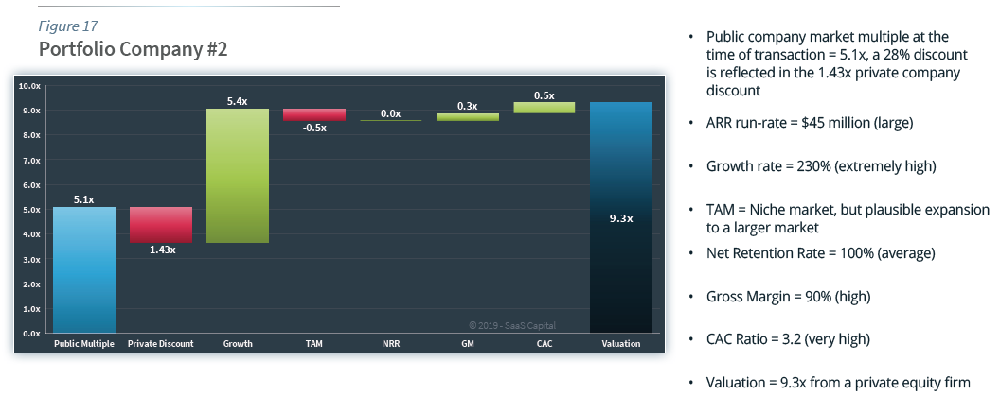 Figure 17
Portfolio Company #2
10.0x
9.0x
8.0x
7.0x
6.0x
5.0x
4.0x
3.0x
2.0x
1.0x
0.0x
5.1x
-1.43x
5.4x
-0.5x
0.0x
0.3x
0.5x
9.3x
© 2019 - SaaS Capital
Public Multiple
Private Discount
Growth
TAM
NRR
GM
CAC
Valuation
• Public company market multiple at the
time of transaction = 5.1x, a 28% discount
is reflected in the 1.43x private company
discount
• ARR run-rate = $45 million (large)
• Growth rate = 230% (extremely high)
• TAM = Niche market, but plausible expansion
to a larger market
• Net Retention Rate = 100% (average)
• Gross Margin = 90% (high)
• CAC Ratio = 3.2 (very high)
• Valuation = 9.3x from a private equity firm